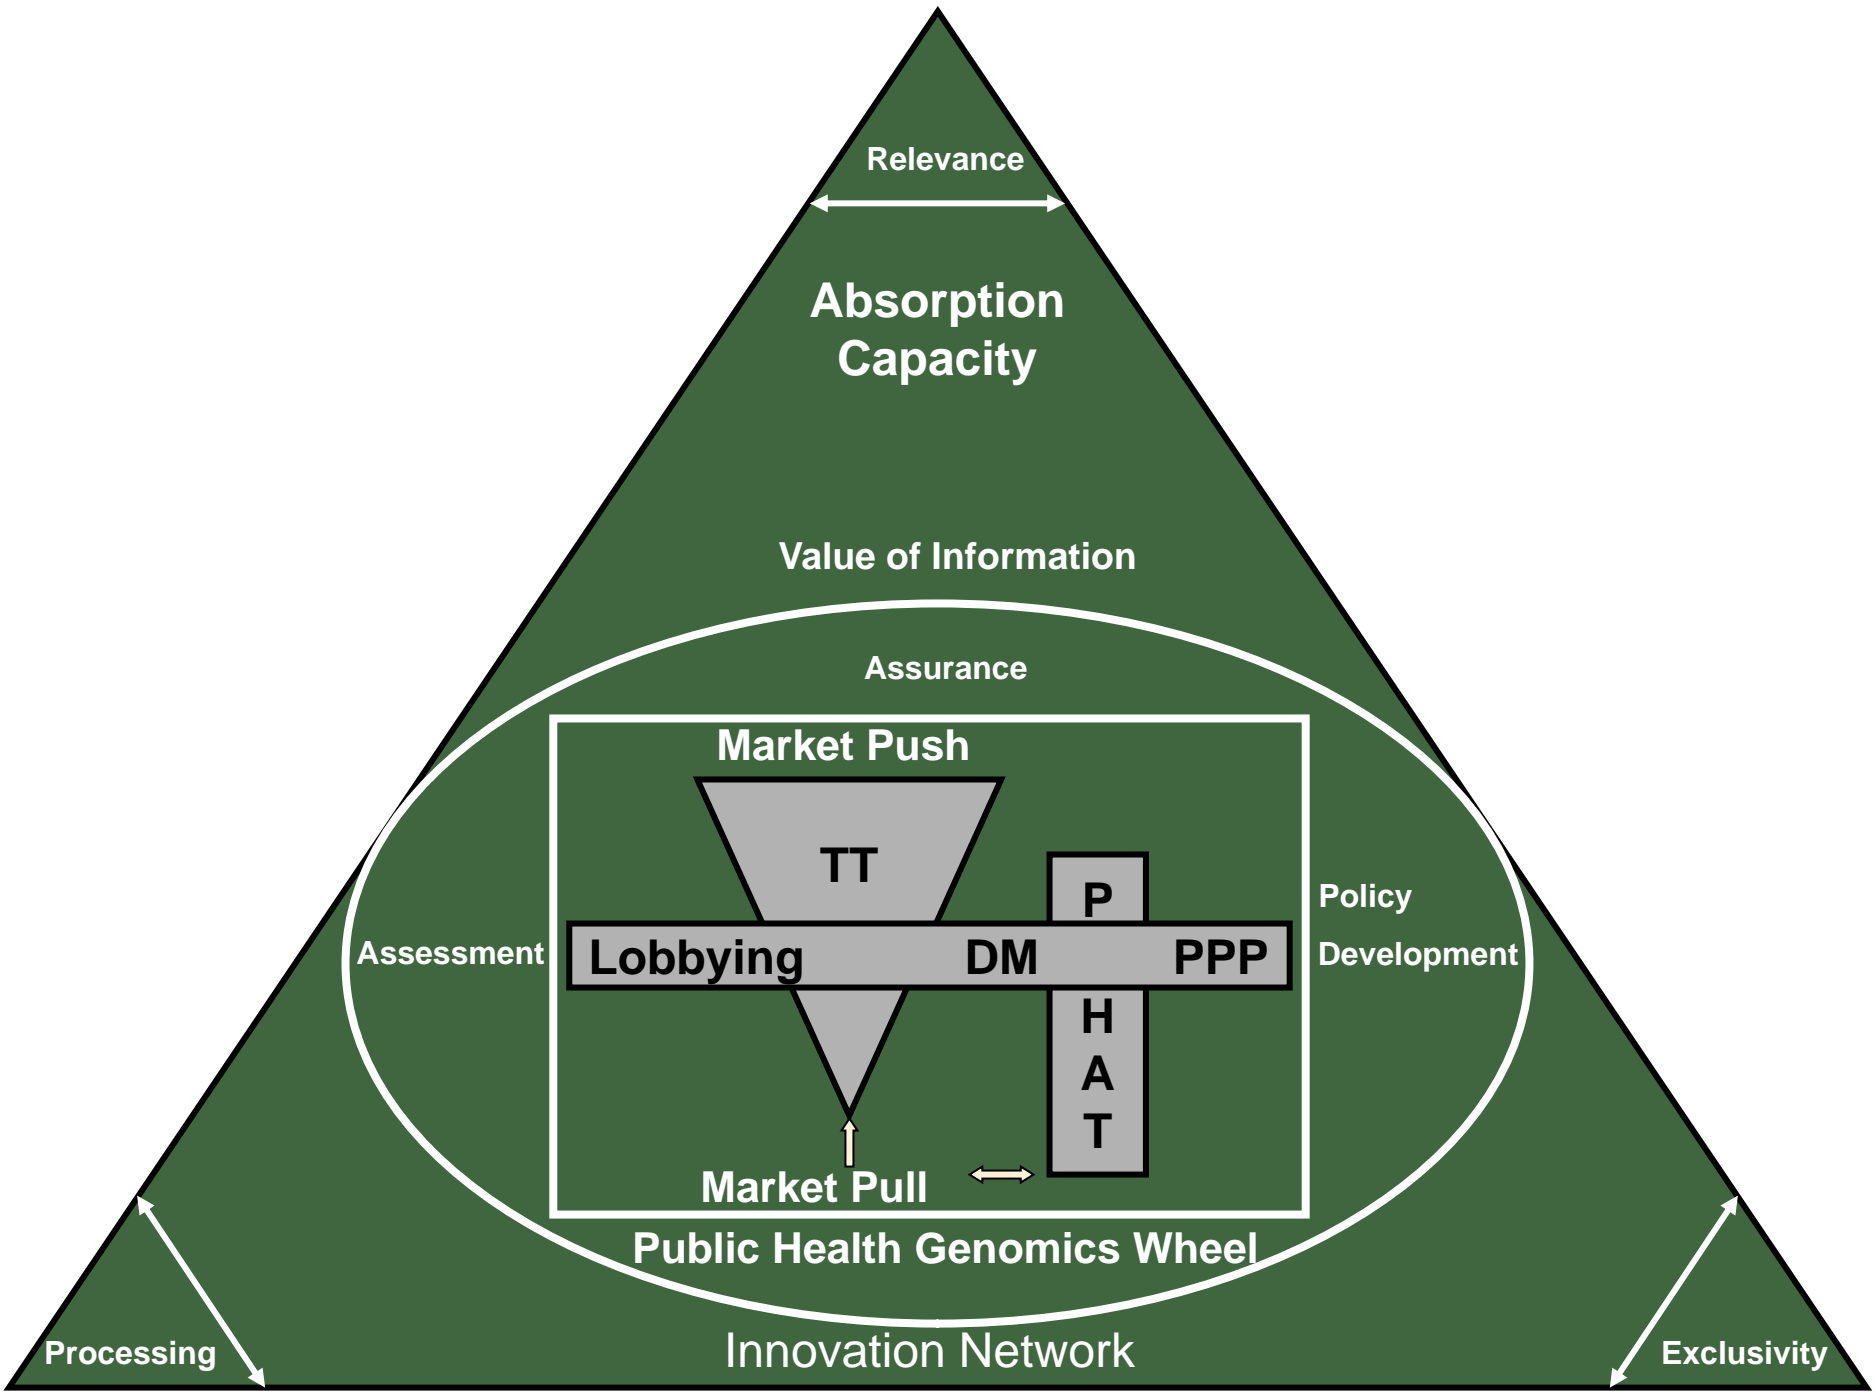 Relevance
Absorption
Capacity
Value of Information
Assurance
Market Push
TT
P
H
A
T
Lobbying DM PPP
Assessment
Policy
Development
Market Pull
Public Health Genomics Wheel
Processing
Innovation Network
Exclusivity